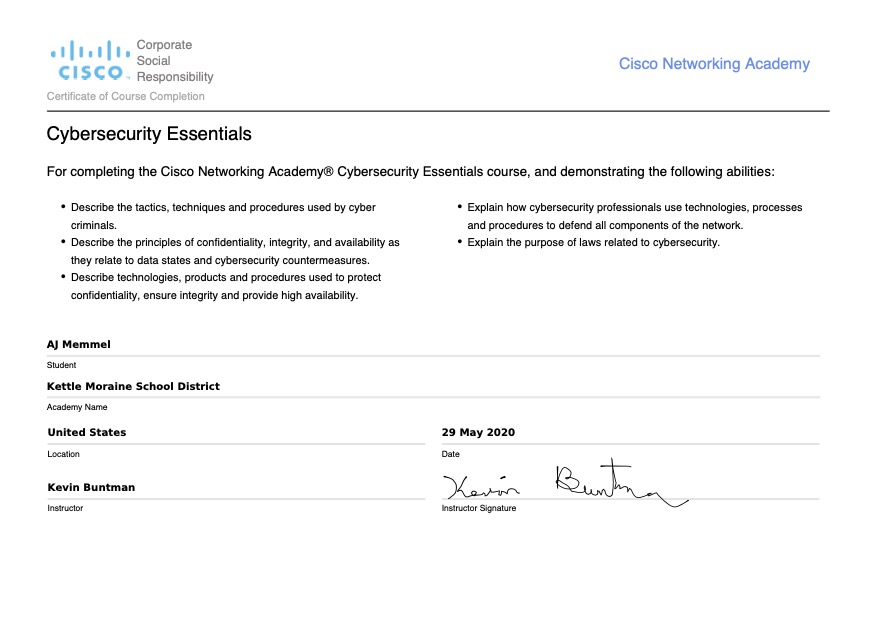 Corporate
Social
CISCO™ Responsibility
Cisco Networking Academy
Certificate of Course Completion
Cybersecurity Essentials
For completing the Cisco Networking Academy® Cybersecurity Essentials course, and demonstrating the following abilities:
• Describe the tactics, techniques and procedures used by cyber
criminals.
• Describe the principles of confidentiality, integrity, and availability as
they relate to data states and cybersecurity countermeasures.
• Describe technologies, products and procedures used to protect
confidentiality, ensure integrity and provide high availability.
• Explain how cybersecurity professionals use technologies, processes
and procedures to defend all components of the network.
• Explain the purpose of laws related to cybersecurity.
AJ Memmel
Student
Kettle Moraine School District
Academy Name
United States
Location
29 May 2020
Date
Kevin Buntman
Instructor
Kevin Buntman
Instructor Signature